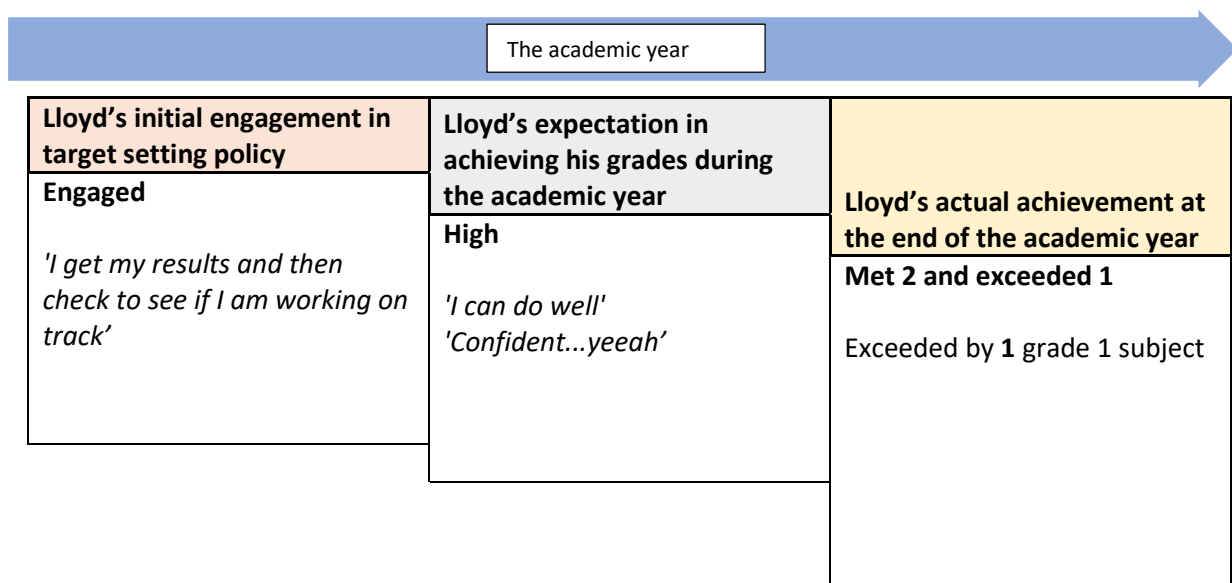 The academic year
Lloyd’s initial engagement in
target setting policy
Engaged
'I get my results and then
check to see if I am working on
track’
Lloyd’s expectation in
achieving his grades during
the academic year
High
'I can do well'
'Confident...yeeah’
Lloyd’s actual achievement at
the end of the academic year
Met 2 and exceeded 1
Exceeded by 1 grade 1 subject